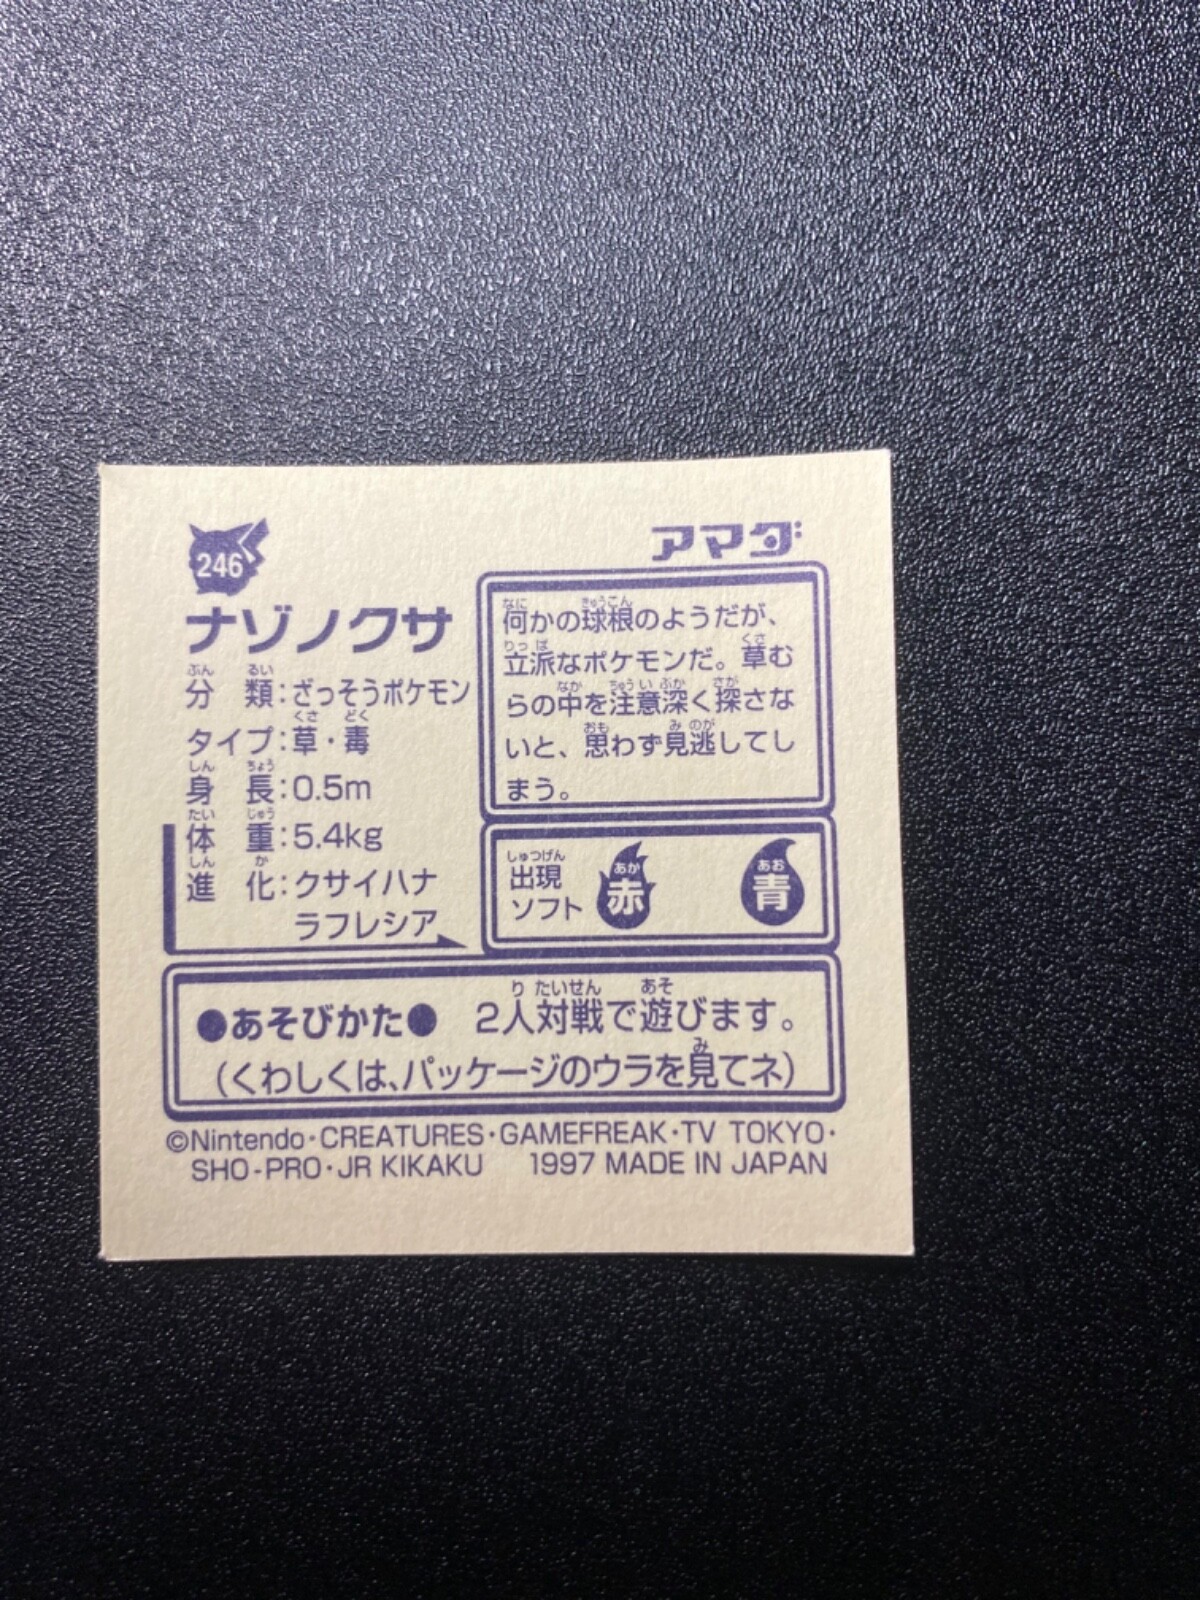 246
アマダ
ナゾノクサ
分類:ざっそうポケモン
タイプ:草・毒
身長:0.5m
体重:5.4kg
進化:クサイハナ
ラフレシア
何かの球根のようだが、
立派なポケモンだ。草む
らの中を注意深く探さな
いと、思わず見逃してし
まう。
出現
ソフト
赤
青
●あそびかた● 2人対戦で遊びます。
(くわしくは、パッケージのウラを見てネ)
©Nintendo・CREATURES・GAMEFREAK・TV TOKYO・
SHO-PRO・JR KIKAKU 1997 MADE IN JAPAN